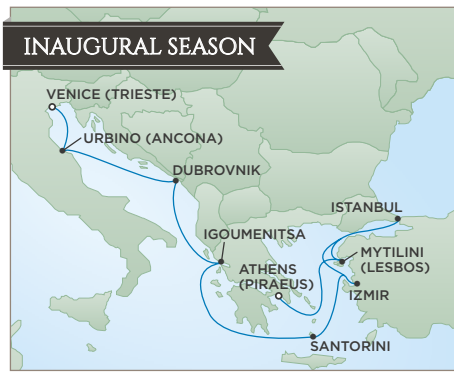 INAUGURAL SEASON
VENICE (TRIESTE)
URBINO (ANCONA)
DUBROVNIK
ISTANBUL
IGOUMENITSA
MYTILINI
(LESBOS)
ATHENS
(PIRAEUS)
IZMIR
SANTORINI